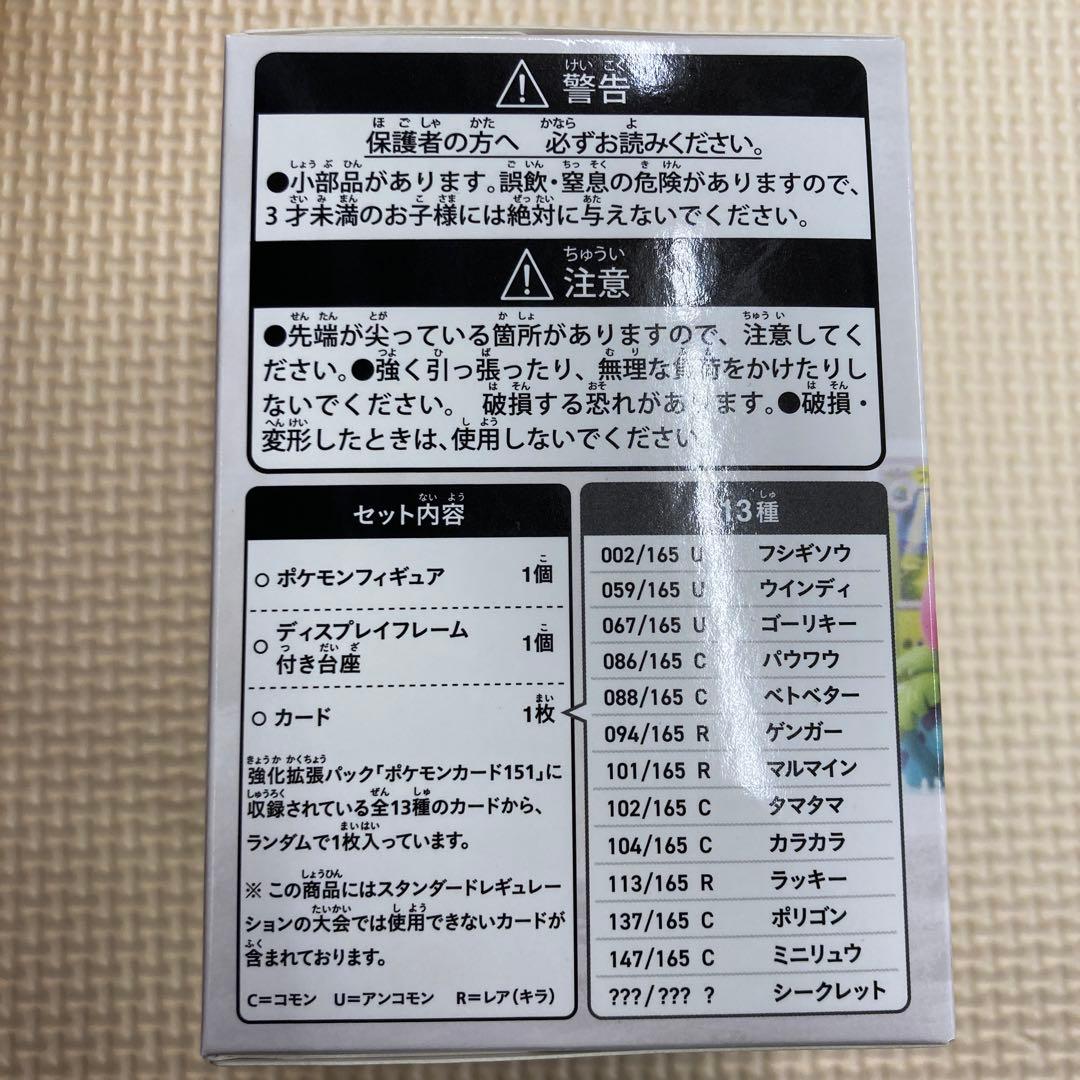 警告
保護者の方へ 必ずお読みください。
●小部品があります。誤飲・窒息の危険がありますので、
3才未満のお子様には絶対に与えないでください。
注意
●先端が尖っている箇所がありますので、注意してく
ださい。●強く引っ張ったり、無理な負荷をかけたりし
ないでください。 破損する恐れがあります。●破損・
変形したときは、使用しないでください
セット内容
○ ポケモンフィギュア 1個
○ ディスプレイフレーム
付き台座 1個
○ カード 1枚
強化拡張パック「ポケモンカード151」に
収録されている全13種のカードから、
ランダムで1枚入っています。
※ この商品にはスタンダードレギュレー
ションの大会では使用できないカードが
含まれております。
C=コモン U=アンコモン R=レア(キラ)
13種
002/165 U フシギソウ
059/165 U ウインディ
067/165 U ゴーリキー
086/165 C パウワウ
088/165 C ベトベター
094/165 R ゲンガー
101/165 R マルマイン
102/165 C タマタマ
104/165 C カラカラ
113/165 R ラッキー
137/165 C ポリゴン
147/165 C ミニリュウ
???/??? ? シークレット